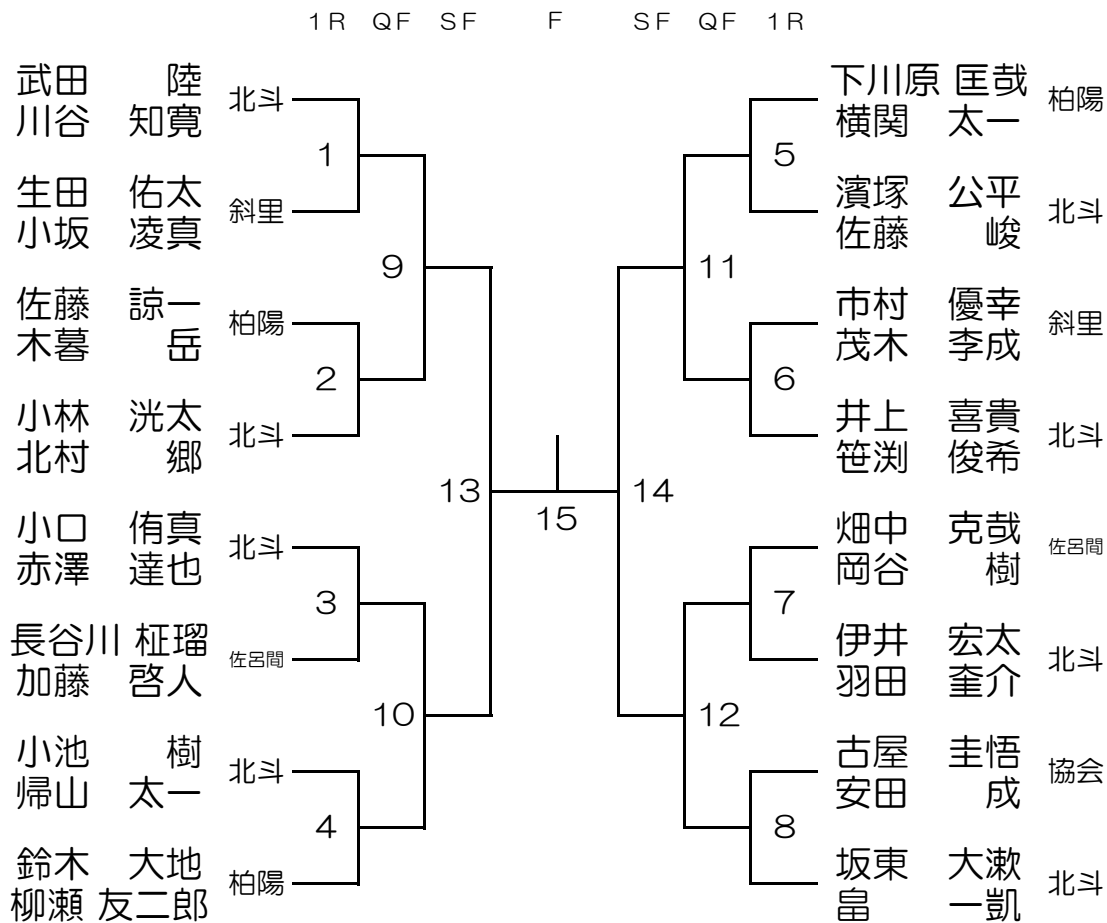 1R QF SF F SF QF 1R
武田 陸
川谷 知寛
北斗
1
生田 佑太
小坂 凌真
斜里
9
佐藤 諒一
木暮 岳
柏陽
2
小林 洸太
北村 郷
北斗
13
小口 侑真
赤澤 達也
北斗
3
長谷川 柾瑠
加藤 啓人
佐呂間
10
小池 樹
帰山 太一
北斗
4
鈴木 大地
柳瀬 友二郎
柏陽
15
下川原 匡哉
横関 太一
柏陽
5
濱塚 公平
佐藤 峻
北斗
11
市村 優幸
茂木 李成
斜里
6
井上 喜貴
笹渕 俊希
北斗
14
畑中 克哉
岡谷 樹
佐呂間
7
伊井 宏太
羽田 奎介
北斗
12
古屋 圭悟
安田 成
協会
8
坂東 大漱
畠 一凱
北斗